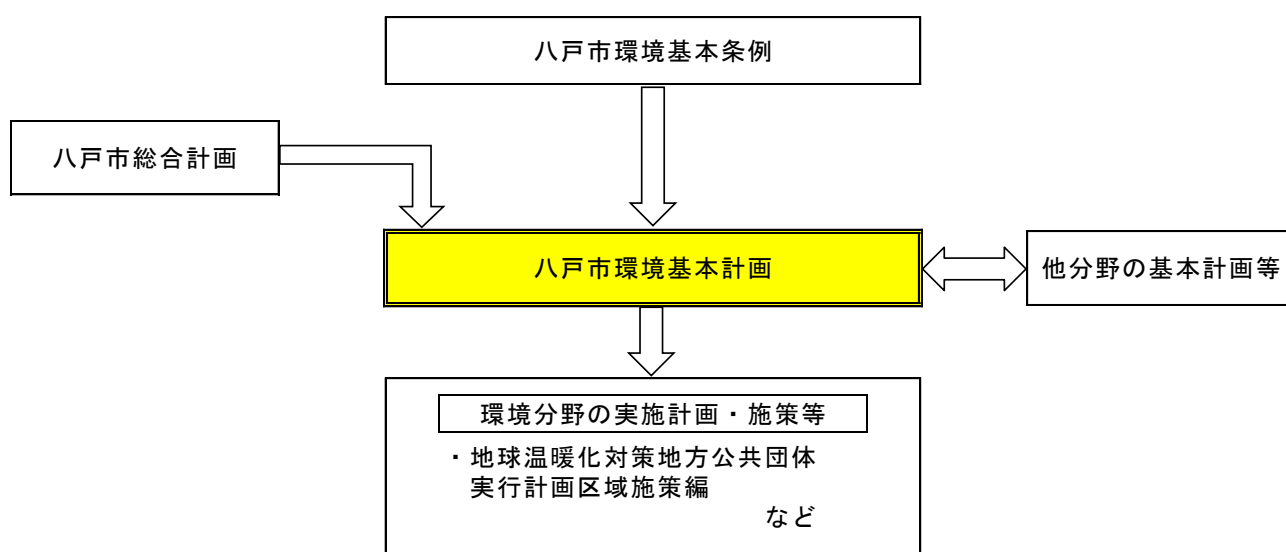 八戸市環境基本条例
八戸市総合計画
八戸市環境基本計画
他分野の基本計画等
環境分野の実施計画・施策等
・地球温暖化対策地方公共団体
実行計画区域施策編
など